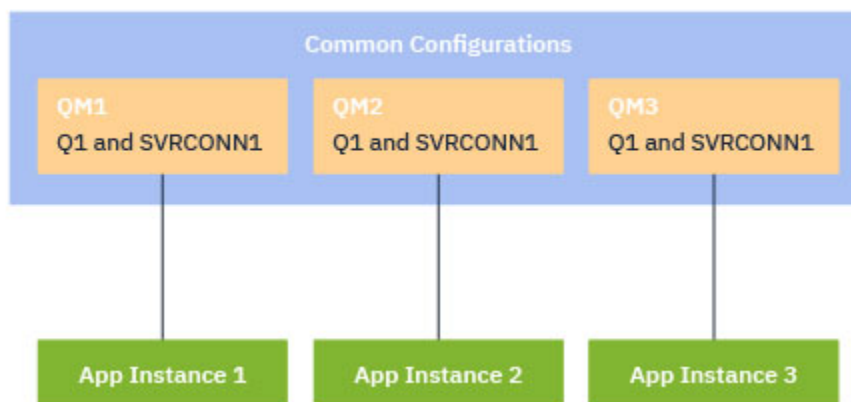 Common Configurations
QM1
Q1 and SVRCONN1
QM2
Q1 and SVRCONN1
QM3
Q1 and SVRCONN1
App Instance 1
App Instance 2
App Instance 3